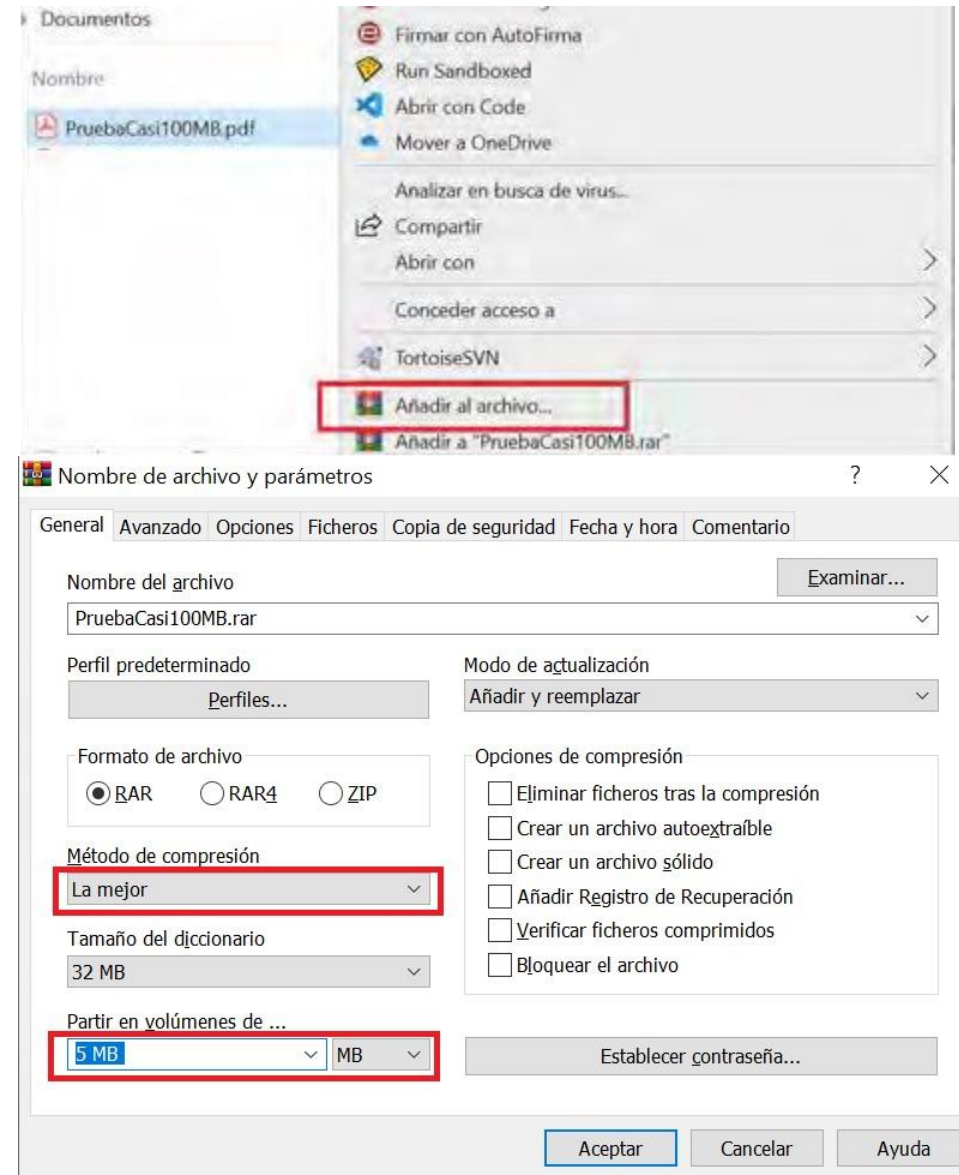 Documentos
Nombre
PruebaCasi100MB.pdf
Firmar con AutoFirma
Run Sandboxed
Abrir con Code
Mover a OneDrive
Analizar en busca de virus...
Compartir
Abrir con
Conceder acceso a
TortoiseSVN
Añadir al archivo...
Añadir a "PruebaCasi100MB.rar"
Nombre de archivo y parámetros
General Avanzado Opciones Ficheros Copia de seguridad Fecha y hora Comentario
Nombre del archivo
Examinar...
PruebaCasi100MB.rar
Perfil predeterminado
Perfiles...
Modo de actualización
Añadir y reemplazar
Formato de archivo
RAR RAR4 ZIP
Método de compresión
La mejor
Tamaño del diccionario
32 MB
Partir en volúmenes de ...
5 MB MB
Opciones de compresión
Eliminar ficheros tras la compresión
Crear un archivo autoextraíble
Crear un archivo sólido
Añadir Registro de Recuperación
Verificar ficheros comprimidos
Bloquear el archivo
Establecer contraseña...
Aceptar Cancelar Ayuda